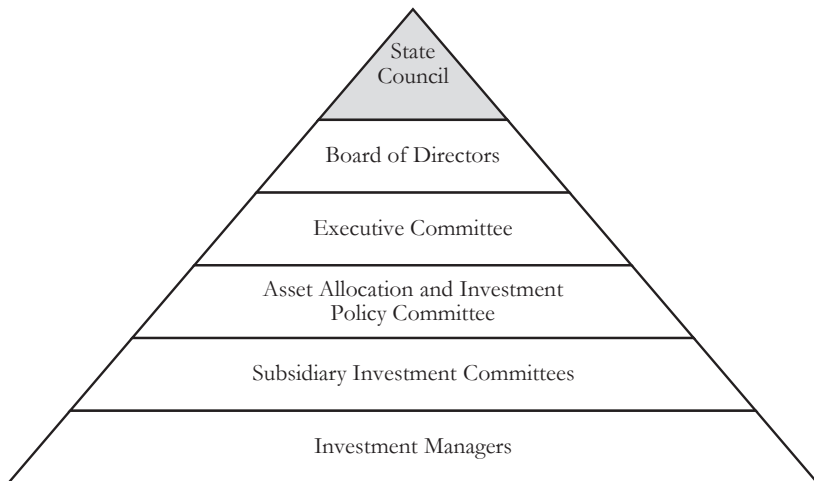 State
Council
Board of Directors
Executive Committee
Asset Allocation and Investment
Policy Committee
Subsidiary Investment Committees
Investment Managers